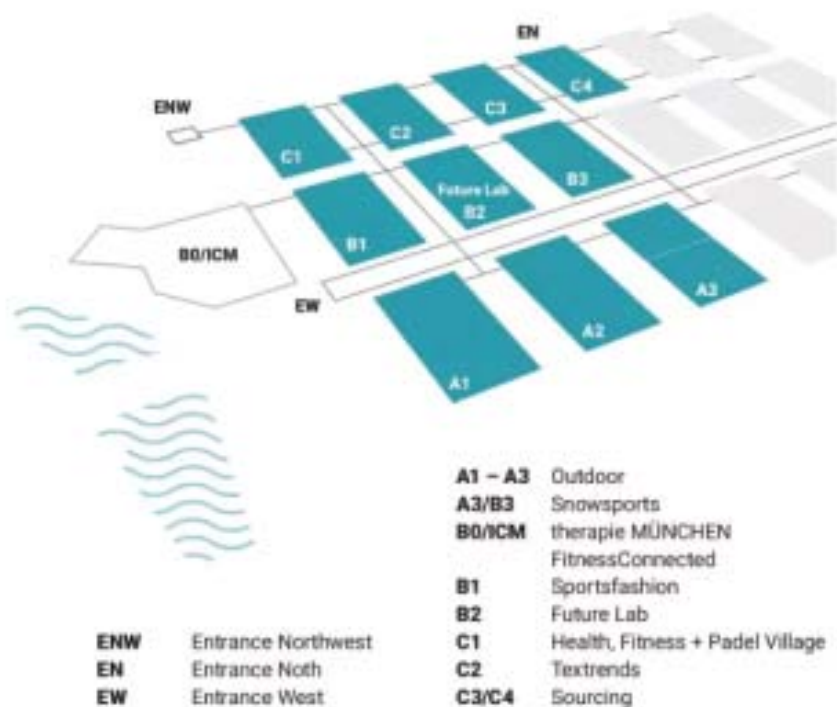 EN
ENW
C4
C3
C2
C1
Future Lab
B3
B2
B1
B0/ICM
EW
A3
A2
A1
A1 – A3 Outdoor
A3/B3 Snowsports
B0/ICM therapie MÜNCHEN
FitnessConnected
B1 Sportsfashion
B2 Future Lab
C1 Health, Fitness + Padel Village
C2 Textrends
C3/C4 Sourcing
ENW Entrance Northwest
EN Entrance Noth
EW Entrance West